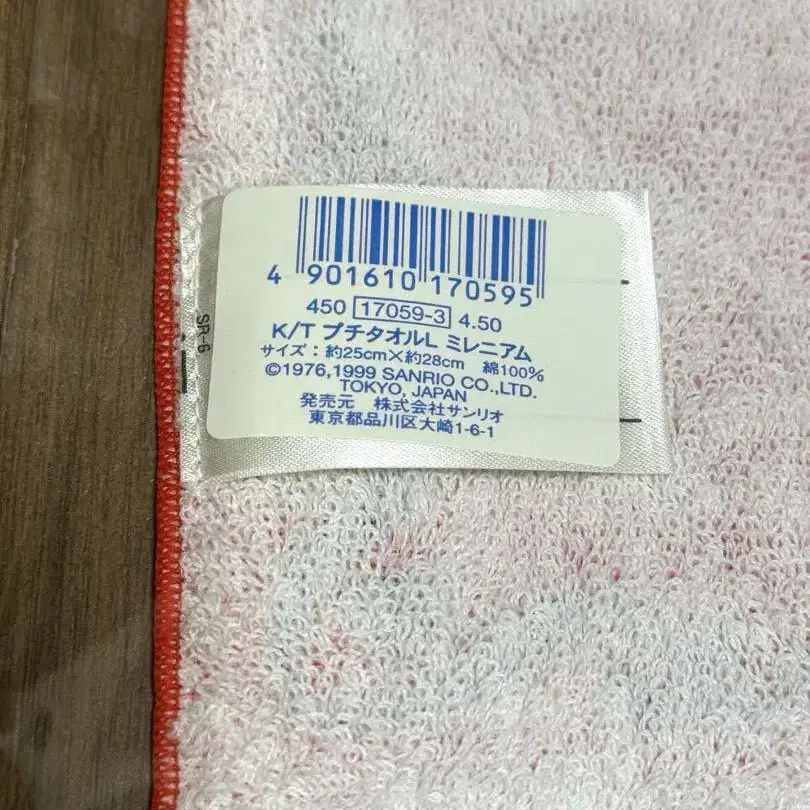 4 901610 170595
450 17059-3 4.50
K/T プチタオルL ミレニアム
サイズ：約25cm×約28cm 綿100%
©1976,1999 SANRIO CO.,LTD.
TOKYO, JAPAN
発売元 株式会社サンリオ
東京都品川区大崎1-6-1
SR-6